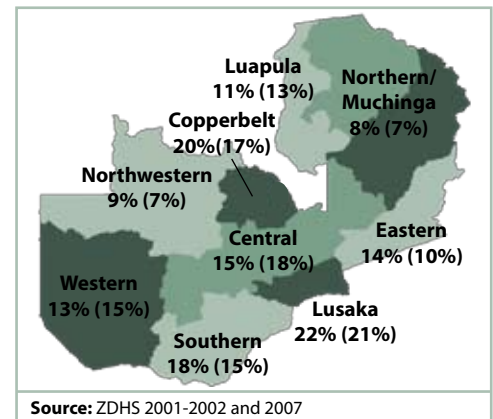 Luapula
11% (13%)
Northern/
Muchinga
8% (7%)
Copperbelt
20%(17%)
Northwestern
9% (7%)
Eastern
14% (10%)
Central
15% (18%)
Western
13% (15%)
Lusaka
22% (21%)
Southern
18% (15%)
Source: ZDHS 2001-2002 and 2007